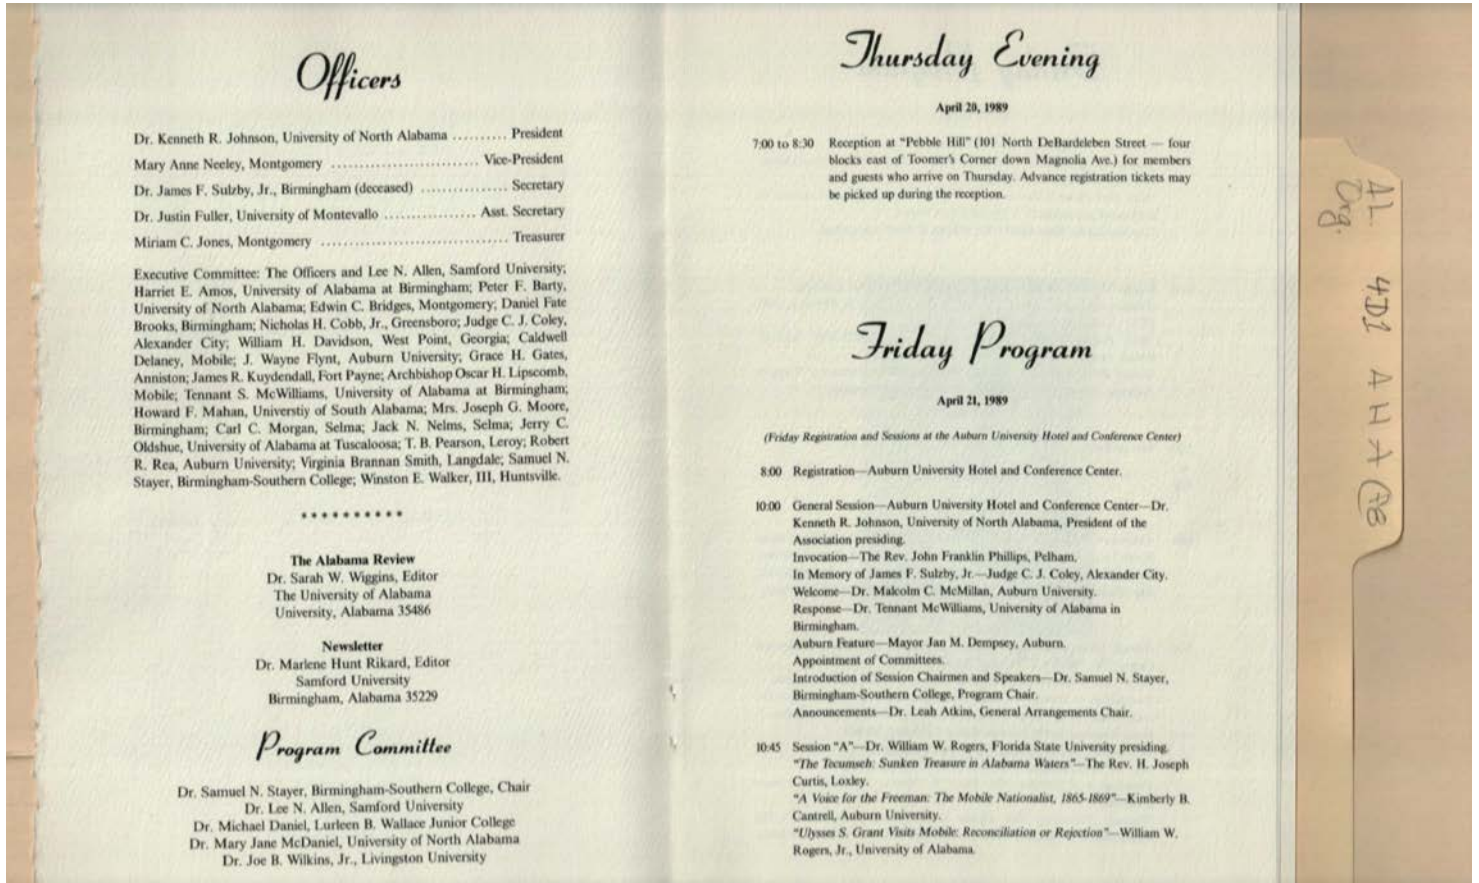 Officers
Dr. Kenneth R. Johnson, University of North Alabama .......... President
Mary Anne Neeley, Montgomery .......................... Vice-President
Dr. James F. Sulzby, Jr., Birmingham (deceased) ............... Secretary
Dr. Justin Fuller, University of Montevallo ................ Asst. Secretary
Miriam C. Jones, Montgomery ................................. Treasurer
Executive Committee: The Officers and Lee N. Allen, Samford University;
Harriet E. Amos, University of Alabama at Birmingham; Peter F. Barty,
University of North Alabama; Edwin C. Bridges, Montgomery; Daniel Fate
Brooks, Birmingham; Nicholas H. Cobb, Jr., Greensboro; Judge C. J. Coley,
Alexander City; William H. Davidson, West Point, Georgia; Caldwell
Delaney, Mobile; J. Wayne Flynt, Auburn University; Grace H. Gates,
Anniston; James R. Kuydendall, Fort Payne; Archbishop Oscar H. Lipscomb,
Mobile; Tennant S. McWilliams, University of Alabama at Birmingham;
Howard F. Mahan, Universtiy of South Alabama; Mrs. Joseph G. Moore,
Birmingham; Carl C. Morgan, Selma; Jack N. Nelms, Selma; Jerry C.
Oldshue, University of Alabama at Tuscaloosa; T. B. Pearson, Leroy; Robert
R. Rea, Auburn University; Virginia Brannan Smith, Langdale; Samuel N.
Stayer, Birmingham-Southern College; Winston E. Walker, III, Huntsville.
**********
The Alabama Review
Dr. Sarah W. Wiggins, Editor
The University of Alabama
University, Alabama 35486
Newsletter
Dr. Marlene Hunt Rikard, Editor
Samford University
Birmingham, Alabama 35229
Program Committee
Dr. Samuel N. Stayer, Birmingham-Southern College, Chair
Dr. Lee N. Allen, Samford University
Dr. Michael Daniel, Lurleen B. Wallace Junior College
Dr. Mary Jane McDaniel, University of North Alabama
Dr. Joe B. Wilkins, Jr., Livingston University
Thursday Evening
April 20, 1989
7:00 to 8:30 Reception at "Pebble Hill" (101 North DeBardeleben Street — four
blocks east of Toomer's Corner down Magnolia Ave.) for members
and guests who arrive on Thursday. Advance registration tickets may
be picked up during the reception.
Friday Program
April 21, 1989
(Friday Registration and Sessions at the Auburn University Hotel and Conference Center)
8:00 Registration—Auburn University Hotel and Conference Center.
10:00 General Session—Auburn University Hotel and Conference Center—Dr.
Kenneth R. Johnson, University of North Alabama, President of the
Association presiding.
Invocation—The Rev. John Franklin Phillips, Pelham.
In Memory of James F. Sulzby, Jr.—Judge C. J. Coley, Alexander City.
Welcome—Dr. Malcolm C. McMillan, Auburn University.
Response—Dr. Tennant McWilliams, University of Alabama in
Birmingham.
Auburn Feature—Mayor Jan M. Dempsey, Auburn.
Appointment of Committees.
Introduction of Session Chairmen and Speakers—Dr. Samuel N. Stayer,
Birmingham-Southern College, Program Chair.
Announcements—Dr. Leah Atkins, General Arrangements Chair.
10:45 Session "A"—Dr. William W. Rogers, Florida State University presiding.
"The Tecumseh: Sunken Treasure in Alabama Waters"—The Rev. H. Joseph
Curtis, Loxley.
"A Voice for the Freeman: The Mobile Nationalist, 1865-1869"—Kimberly B.
Cantrell, Auburn University.
"Ulysses S. Grant Visits Mobile: Reconciliation or Rejection"—William W.
Rogers, Jr., University of Alabama.
AL 4D1 AHA
Org.